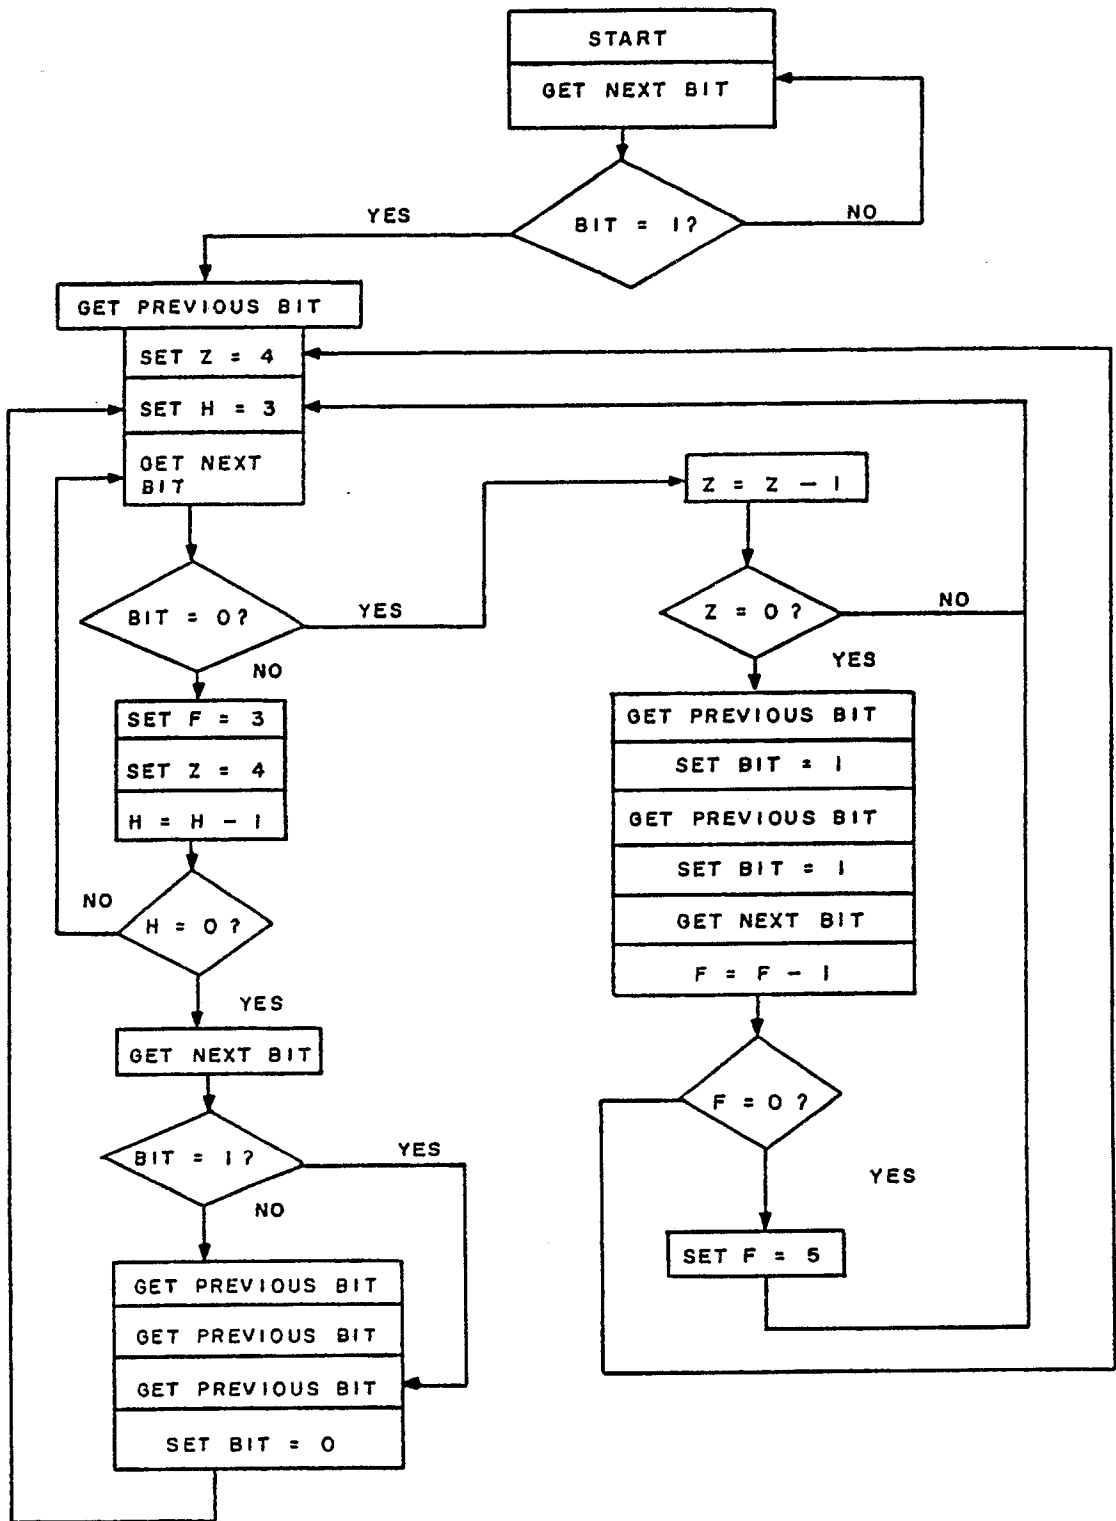 START
GET NEXT BIT
BIT = 1?
YES
NO
GET PREVIOUS BIT
SET Z = 4
SET H = 3
GET NEXT
BIT
BIT = 0?
YES
NO
SET F = 3
SET Z = 4
H = H - 1
H = 0?
NO
YES
GET NEXT BIT
BIT = 1?
YES
NO
GET PREVIOUS BIT
GET PREVIOUS BIT
GET PREVIOUS BIT
SET BIT = 0
Z = Z - 1
Z = 0?
NO
YES
GET PREVIOUS BIT
SET BIT = 1
GET PREVIOUS BIT
SET BIT = 1
GET NEXT BIT
F = F - 1
F = 0?
YES
SET F = 5